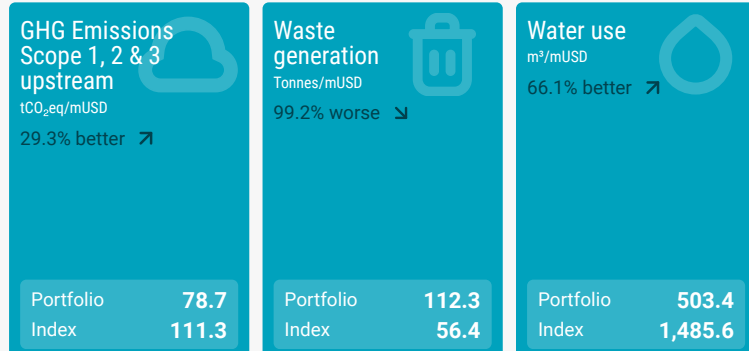 GHG Emissions
Scope 1, 2 & 3
upstream
tCO₂eq/mUSD
29.3% better ↗
Portfolio 78.7
Index 111.3
Waste
generation
Tonnes/mUSD
99.2% worse ↘
Portfolio 112.3
Index 56.4
Water use
m³/mUSD
66.1% better ↗
Portfolio 503.4
Index 1,485.6